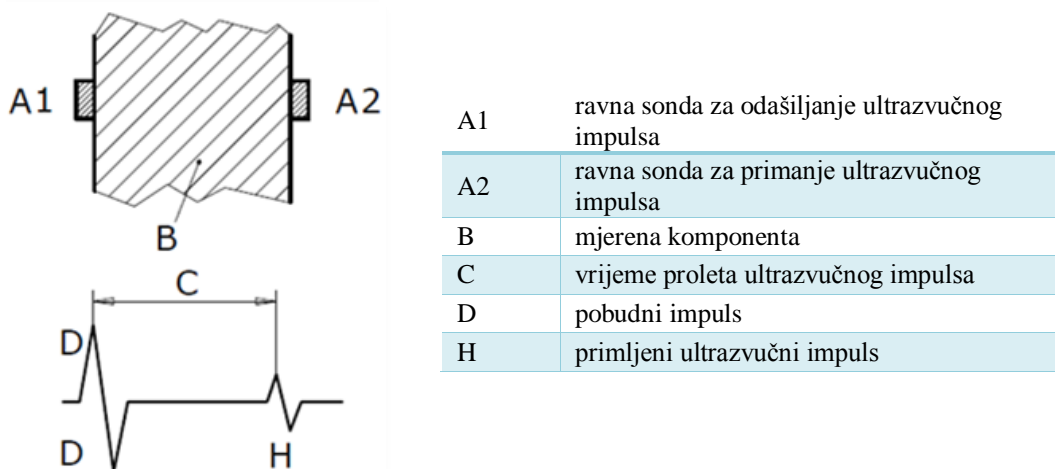 A1
A2
B
C
D
D
H
A1 ravna sonda za odašiljanje ultrazvučnog
impulsa
A2 ravna sonda za primanje ultrazvučnog
impulsa
B mjerena komponenta
C vrijeme proleta ultrazvučnog impulsa
D pobudni impuls
H primljeni ultrazvučni impuls